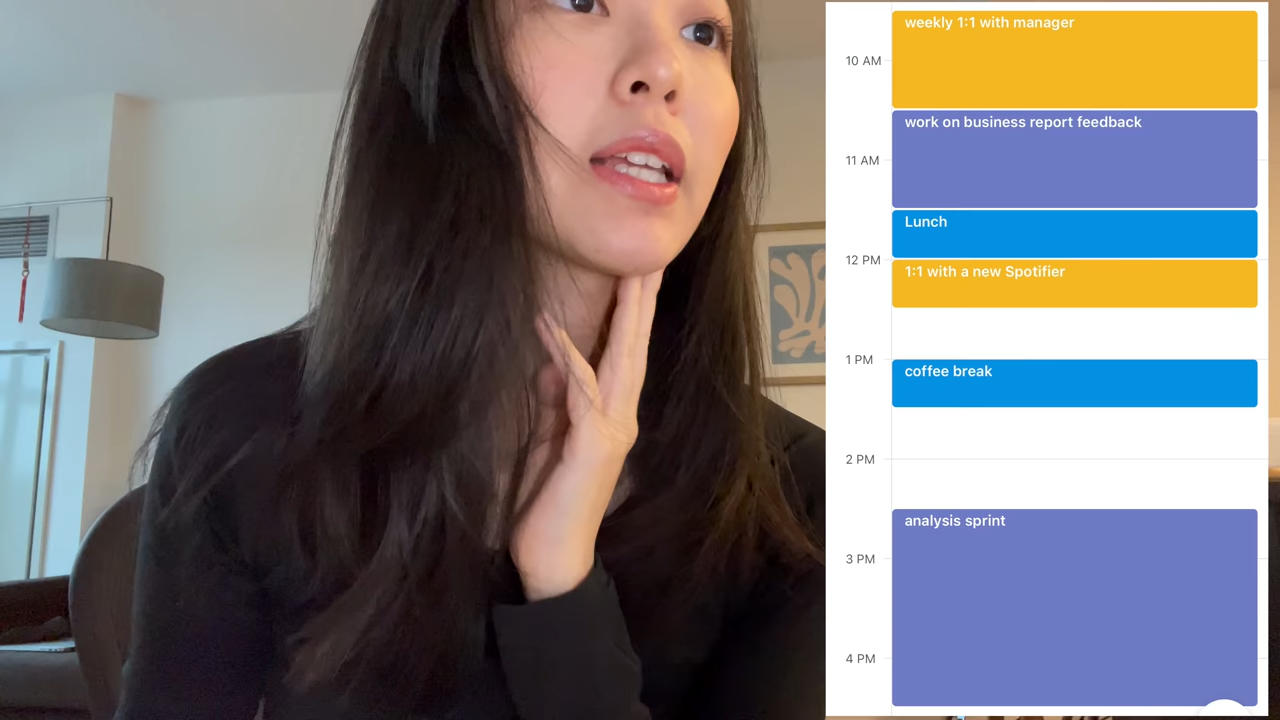 weekly 1:1 with manager
10 AM
work on business report feedback
11 AM
Lunch
12 PM
1:1 with a new Spotifier
1 PM
coffee break
2 PM
analysis sprint
3 PM
4 PM